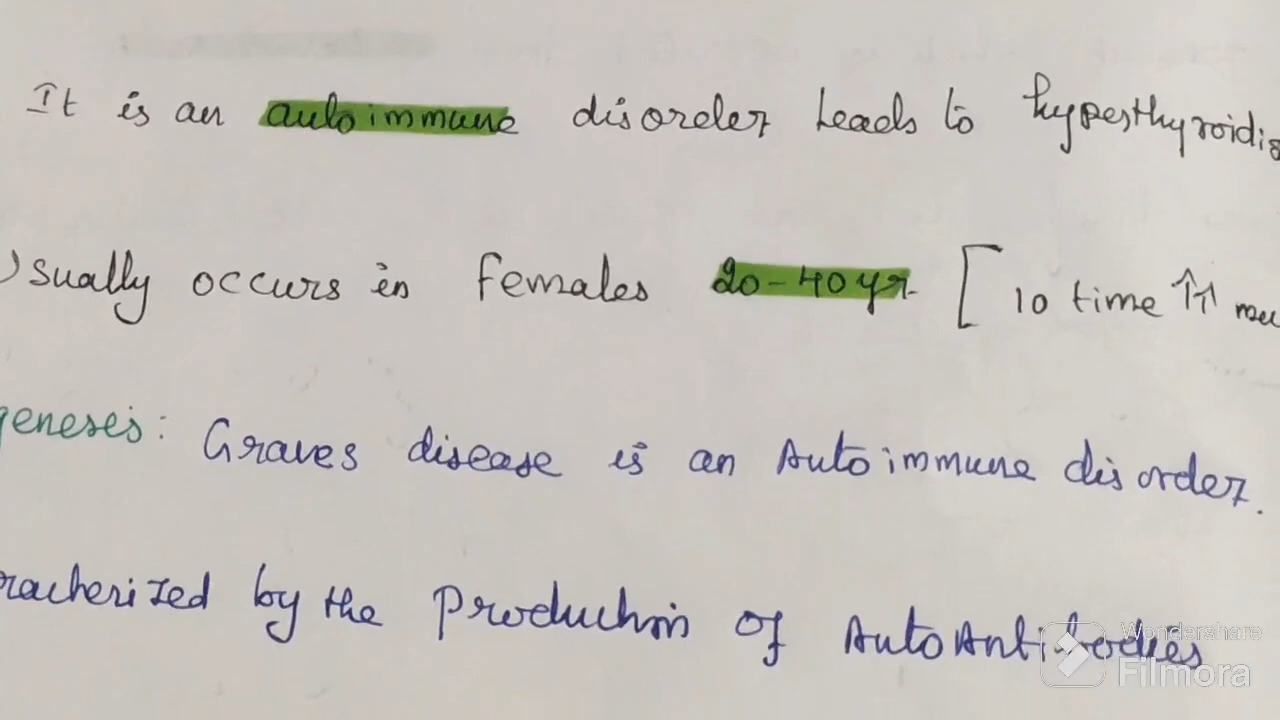 It is an autoimmune disorder Leads to hyperthyroidis
Usually occurs in females 20-40yr [10 time ↑↑
geneses: Graves disease is an Autoimmune disorder.
racterized by the Production of AutoAntibodies
Wondershare
Filmora